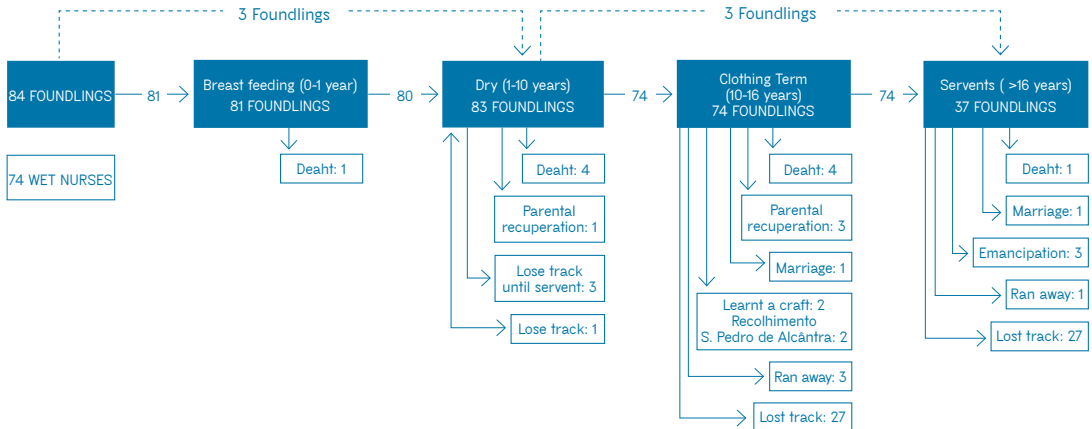 3 Foundlings
3 Foundlings
84 FOUNDLINGS
81
Breast feeding (0-1 year)
81 FOUNDLINGS
80
Dry (1-10 years)
83 FOUNDLINGS
74
Clothing Term
(10-16 years)
74 FOUNDLINGS
74
Servents ( >16 years)
37 FOUNDLINGS
74 WET NURSES
Deaht: 1
Deaht: 4
Parental
recuperation: 1
Lose track
until servent: 3
Lose track: 1
Deaht: 4
Parental
recuperation: 3
Marriage: 1
Learnt a craft: 2
Recolhimento
S. Pedro de Alcântra: 2
Ran away: 3
Lost track: 27
Deaht: 1
Marriage: 1
Emancipation: 3
Ran away: 1
Lost track: 27